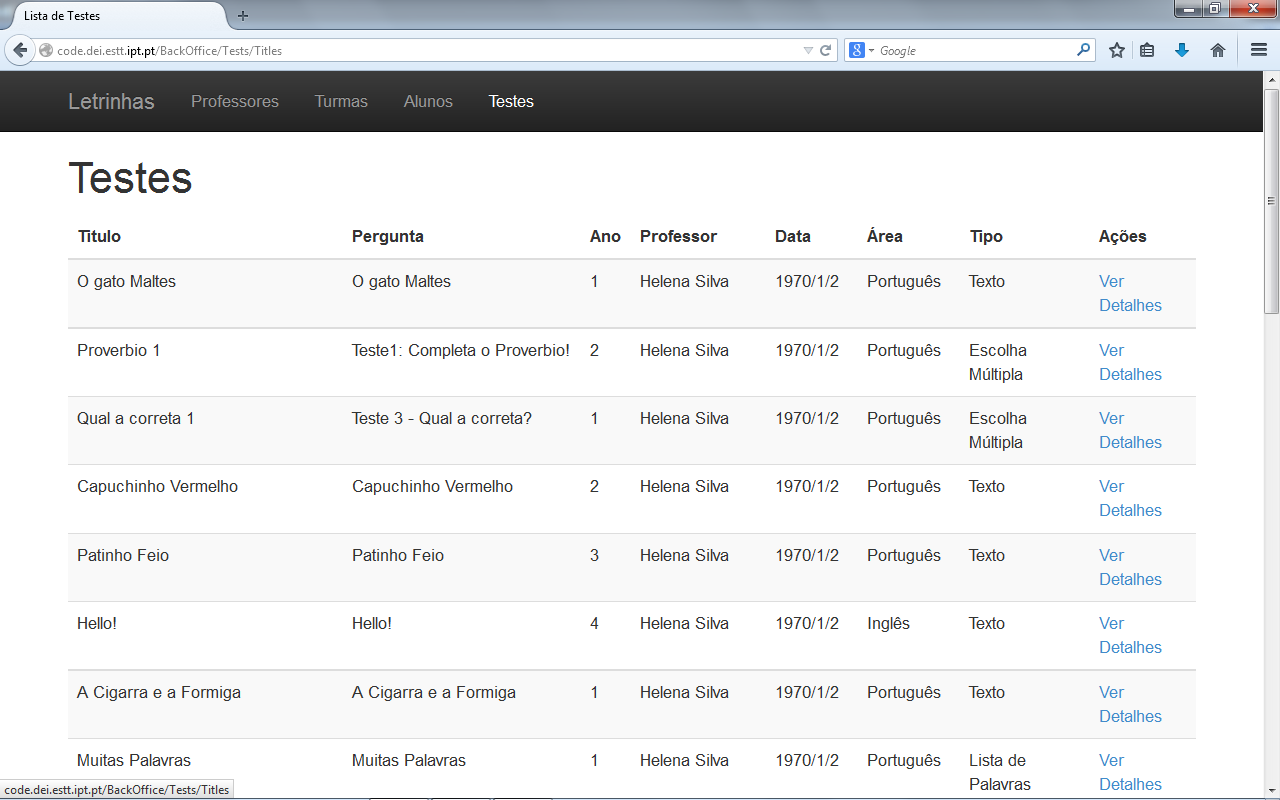 Lista de Testes
code.dei.estt.ipt.pt/BackOffice/Tests/Titles
Google
Letrinhas Professores Turmas Alunos Testes
Testes
Titulo Pergunta Ano Professor Data Área Tipo Ações
O gato Maltes O gato Maltes 1 Helena Silva 1970/1/2 Português Texto Ver
Detalhes
Proverbio 1 Teste1: Completa o Proverbio! 2 Helena Silva 1970/1/2 Português Escolha Ver
Múltipla Detalhes
Qual a correta 1 Teste 3 - Qual a correta? 1 Helena Silva 1970/1/2 Português Escolha Ver
Múltipla Detalhes
Capuchinho Vermelho Capuchinho Vermelho 2 Helena Silva 1970/1/2 Português Texto Ver
Detalhes
Patinho Feio Patinho Feio 3 Helena Silva 1970/1/2 Português Texto Ver
Detalhes
Hello! Hello! 4 Helena Silva 1970/1/2 Inglês Texto Ver
Detalhes
A Cigarra e a Formiga A Cigarra e a Formiga 1 Helena Silva 1970/1/2 Português Texto Ver
Detalhes
Muitas Palavras Muitas Palavras 1 Helena Silva 1970/1/2 Português Lista de Ver
Palavras Detalhes
code.dei.estt.ipt.pt/BackOffice/Tests/Titles